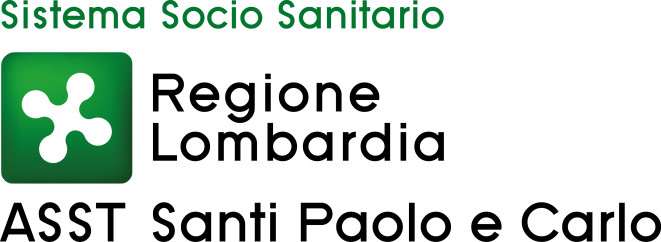 Sistema Socio Sanitario
Regione
Lombardia
ASST Santi Paolo e Carlo